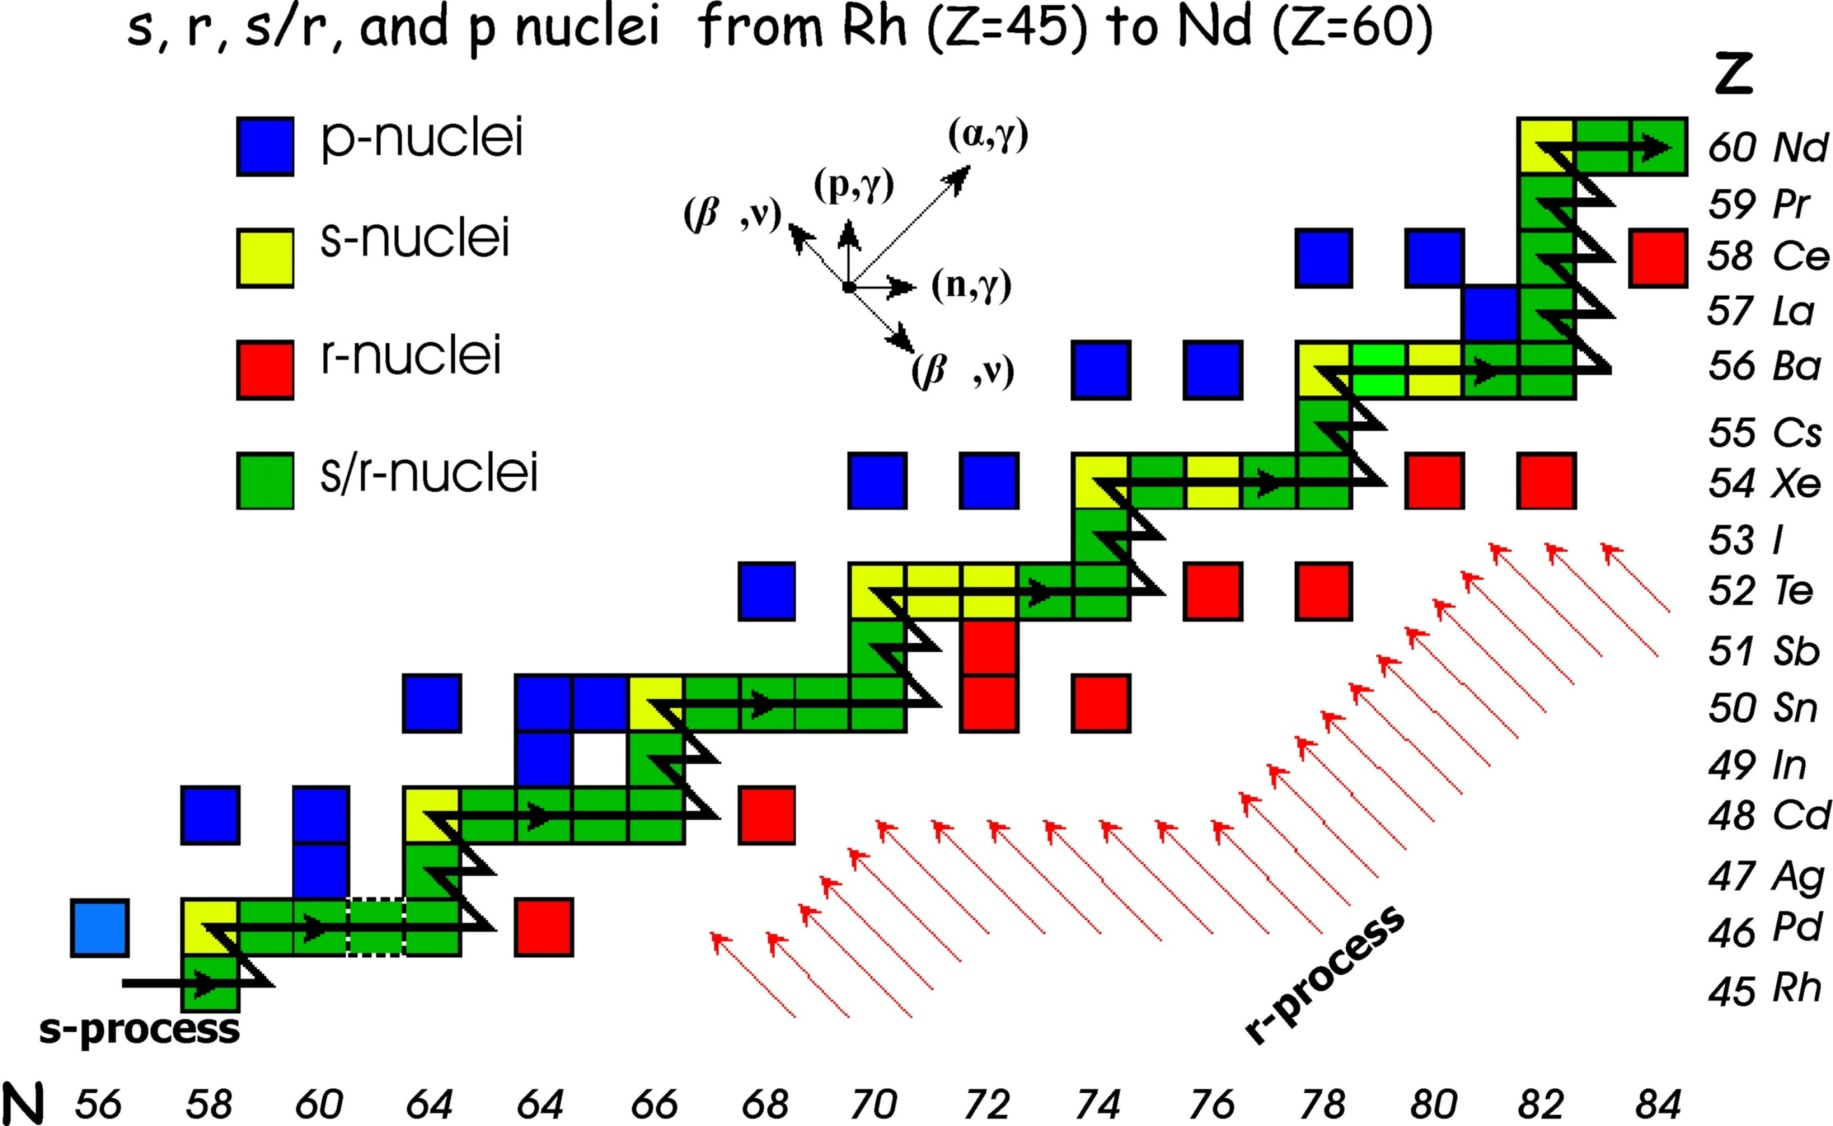 s, r, s/r, and p nuclei from Rh (Z=45) to Nd (Z=60)
Z
p-nuclei
s-nuclei
r-nuclei
s/r-nuclei
(α,γ)
(p,γ)
(β ,ν)
(n,γ)
(β ,ν)
60 Nd
59 Pr
58 Ce
57 La
56 Ba
55 Cs
54 Xe
53 I
52 Te
51 Sb
50 Sn
49 In
48 Cd
47 Ag
46 Pd
45 Rh
s-process
r-process
N 56 58 60 64 64 66 68 70 72 74 76 78 80 82 84